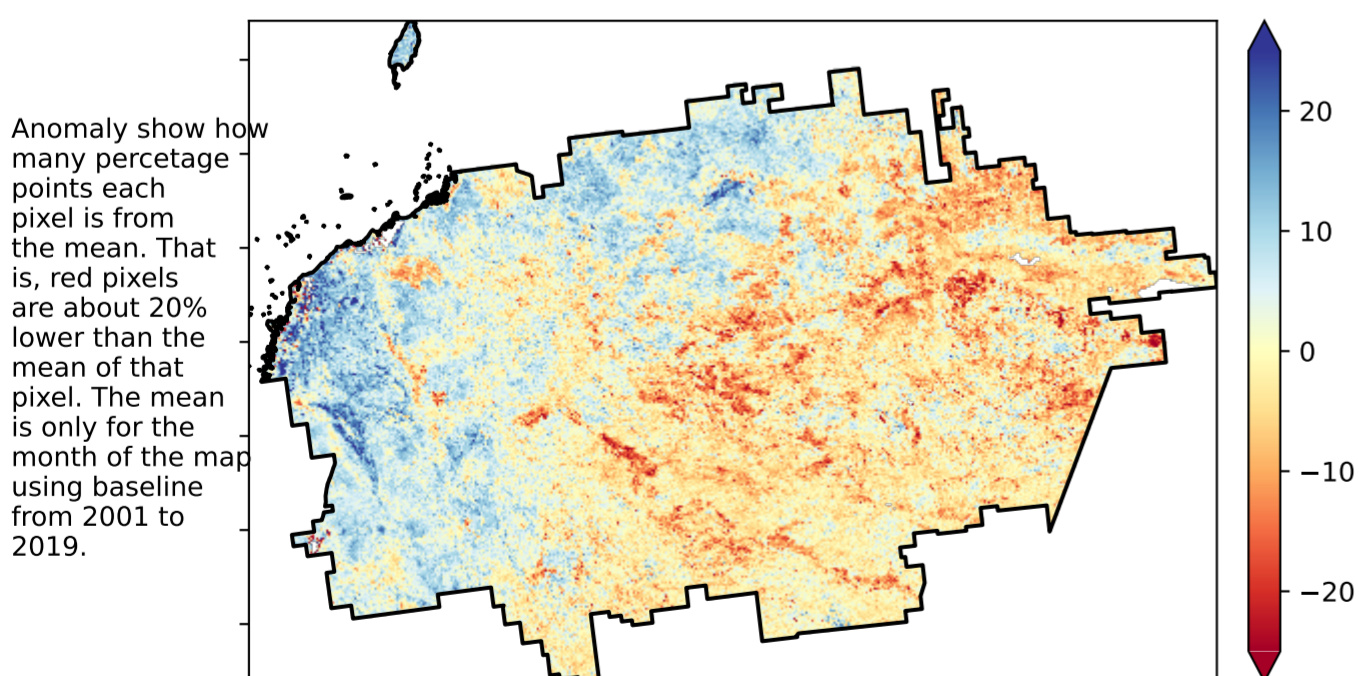 Anomaly show how
many percetage
points each
pixel is from
the mean. That
is, red pixels
are about 20%
lower than the
mean of that
pixel. The mean
is only for the
month of the map
using baseline
from 2001 to
2019.
20
10
0
−10
−20